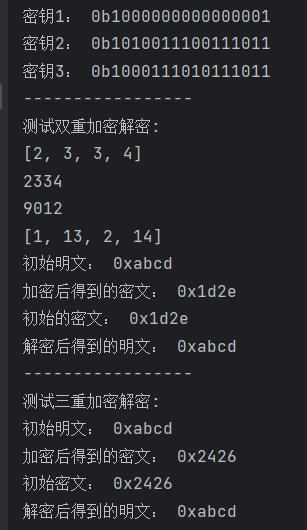 密钥1： 0b1000000000000001
密钥2： 0b1010011100111011
密钥3： 0b1000111010111011
-----------------
测试双重加密解密:
[2, 3, 3, 4]
2334
9012
[1, 13, 2, 14]
初始明文： 0xabcd
加密后得到的密文： 0x1d2e
初始的密文： 0x1d2e
解密后得到的明文： 0xabcd
-----------------
测试三重加密解密:
初始明文： 0xabcd
加密后得到的密文： 0x2426
初始密文： 0x2426
解密后得到的明文： 0xabcd